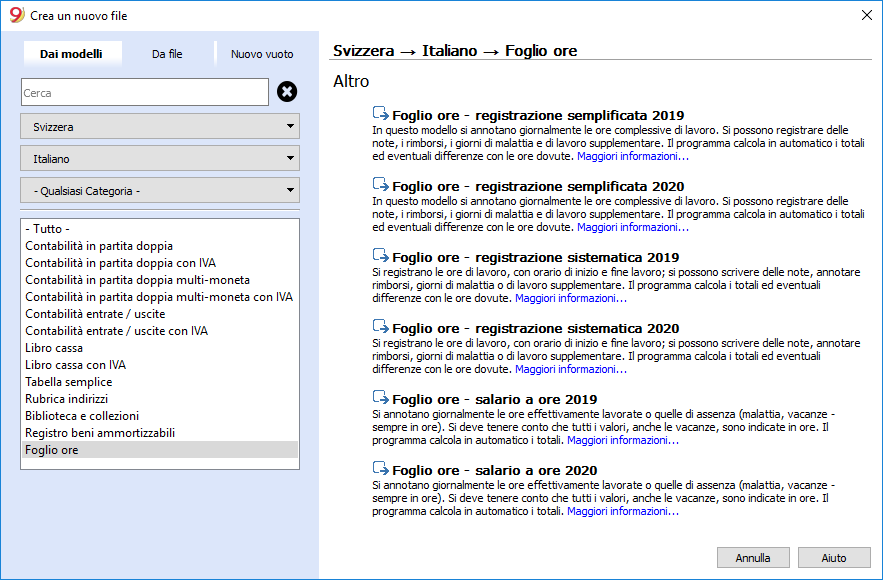 Crea un nuovo file
Dai modelli
Da file
Nuovo vuoto
Cerca
Svizzera
Italiano
- Qualsiasi Categoria -
- Tutto -
Contabilità in partita doppia
Contabilità in partita doppia con IVA
Contabilità in partita doppia multi-moneta
Contabilità in partita doppia multi-moneta con IVA
Contabilità entrate / uscite
Contabilità entrate / uscite con IVA
Libro cassa
Libro cassa con IVA
Tabella semplice
Rubrica indirizzi
Biblioteca e collezioni
Registro beni ammortizzabili
Foglio ore
Svizzera → Italiano → Foglio ore
Altro
Foglio ore - registrazione semplificata 2019
In questo modello si annotano giornalmente le ore complessive di lavoro. Si possono registrare delle
note, i rimborsi, i giorni di malattia e di lavoro supplementare. Il programma calcola in automatico i totali
ed eventuali differenze con le ore dovute. Maggiori informazioni...
Foglio ore - registrazione semplificata 2020
In questo modello si annotano giornalmente le ore complessive di lavoro. Si possono registrare delle
note, i rimborsi, i giorni di malattia e di lavoro supplementare. Il programma calcola in automatico i totali
ed eventuali differenze con le ore dovute. Maggiori informazioni...
Foglio ore - registrazione sistematica 2019
Si registrano le ore di lavoro, con orario di inizio e fine lavoro; si possono scrivere delle note, annotare
rimborsi, giorni di malattia o di lavoro supplementare. Il programma calcola i totali ed eventuali
differenze con le ore dovute. Maggiori informazioni...
Foglio ore - registrazione sistematica 2020
Si registrano le ore di lavoro, con orario di inizio e fine lavoro; si possono scrivere delle note, annotare
rimborsi, giorni di malattia o di lavoro supplementare. Il programma calcola i totali ed eventuali
differenze con le ore dovute. Maggiori informazioni...
Foglio ore - salario a ore 2019
Si annotano giornalmente le ore effettivamente lavorate o quelle di assenza (malattia, vacanze -
sempre in ore). Si deve tenere conto che tutti i valori, anche le vacanze, sono indicate in ore. Il
programma calcola in automatico i totali. Maggiori informazioni...
Foglio ore - salario a ore 2020
Si annotano giornalmente le ore effettivamente lavorate o quelle di assenza (malattia, vacanze -
sempre in ore). Si deve tenere conto che tutti i valori, anche le vacanze, sono indicate in ore. Il
programma calcola in automatico i totali. Maggiori informazioni...
Annulla
Aiuto